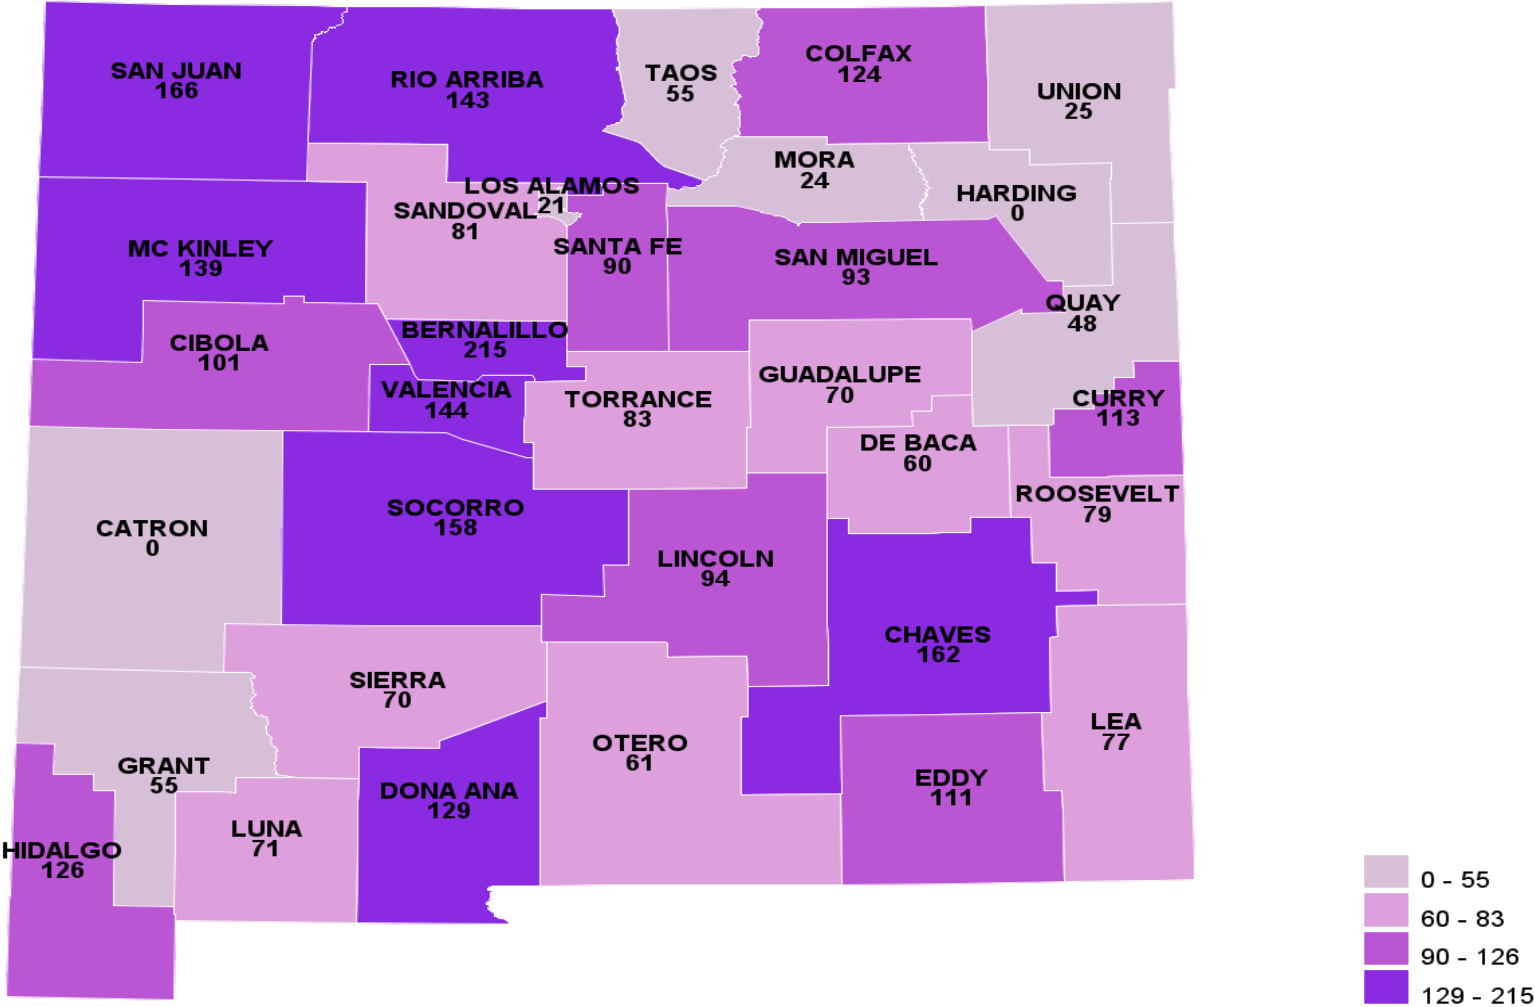 SAN JUAN
166
RIO ARRIBA
143
TAOS
55
COLFAX
124
UNION
25
MORA
24
HARDING
0
LOS ALAMOS
21
SANDOVAL
81
SANTA FE
90
MC KINLEY
139
SAN MIGUEL
93
QUAY
48
CIBOLA
101
BERNALILLO
215
VALENCIA
144
TORRANCE
83
GUADALUPE
70
CURRY
113
DE BACA
60
ROOSEVELT
79
CATRON
0
SOCORRO
158
LINCOLN
94
CHAVES
162
SIERRA
70
LEA
77
OTERO
61
GRANT
55
EDDY
111
DONA ANA
129
LUNA
71
HIDALGO
126
0 - 55
60 - 83
90 - 126
129 - 215